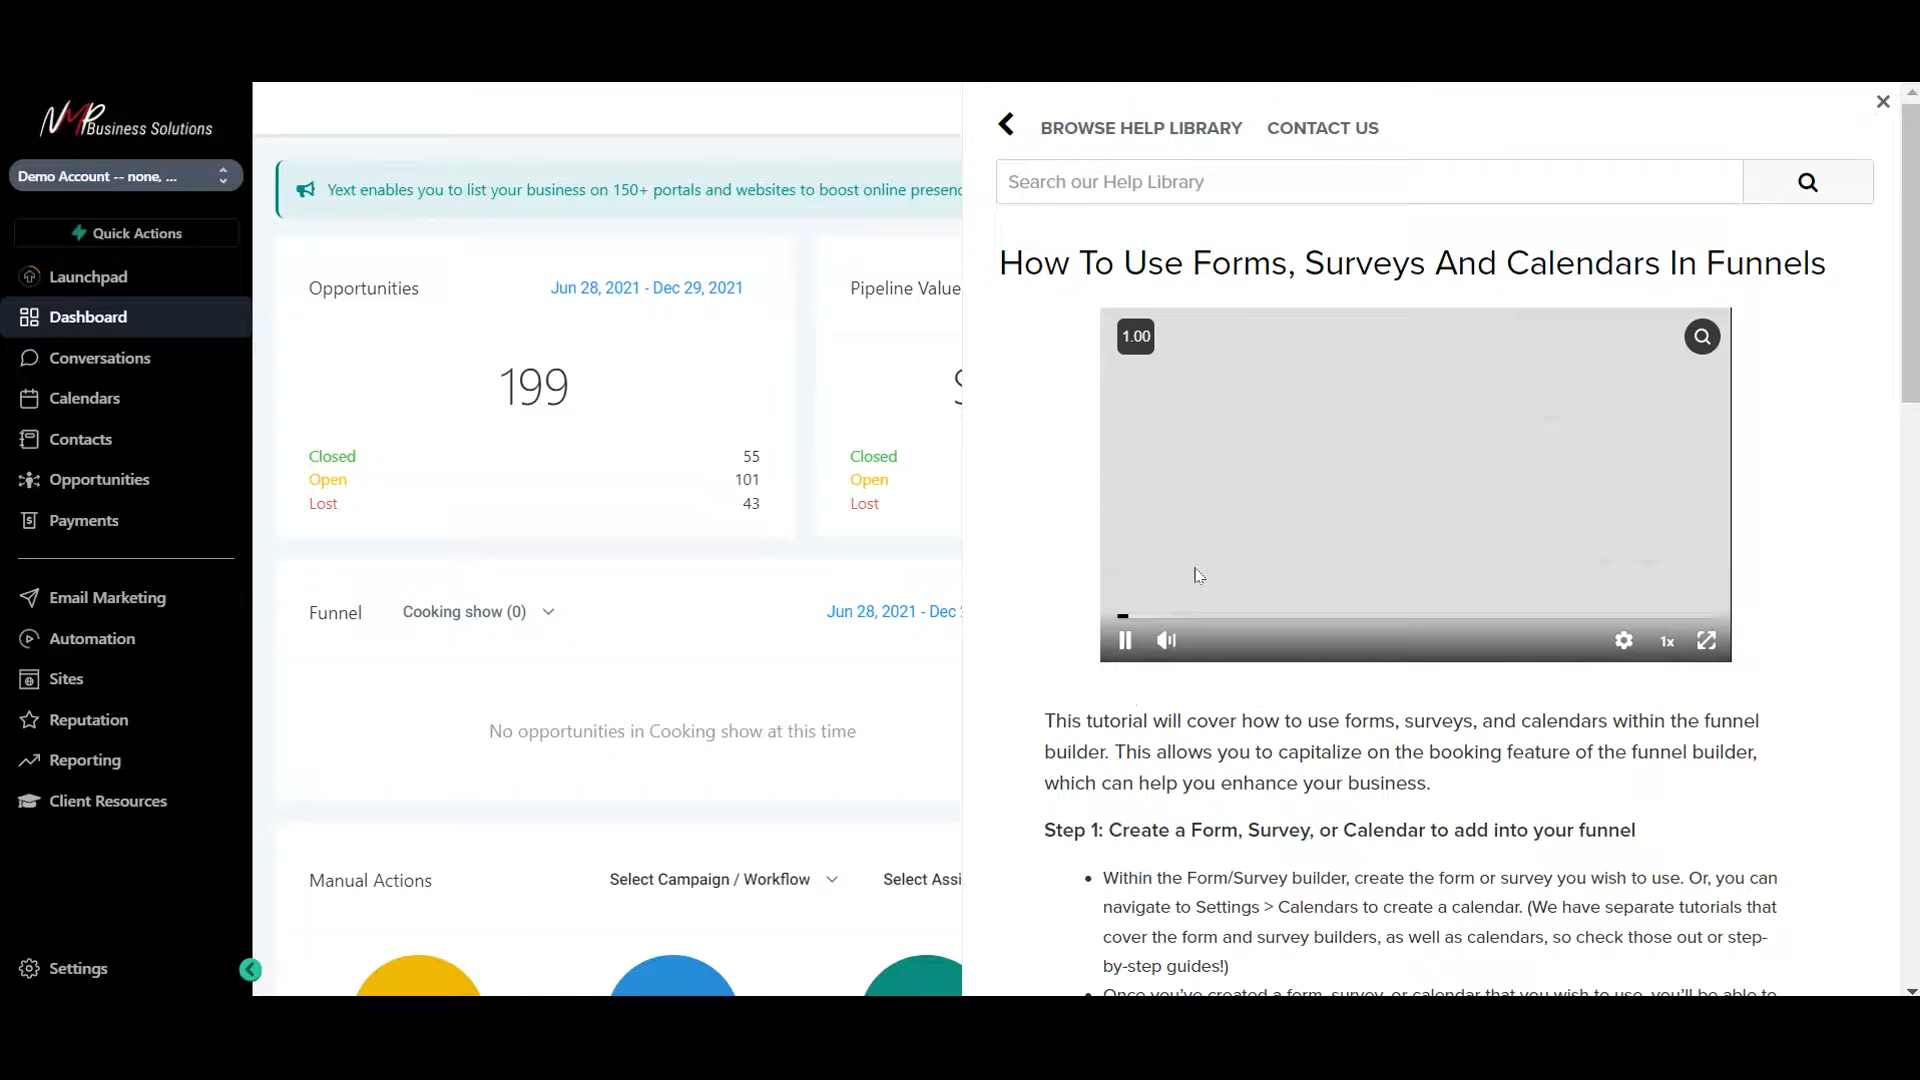 NMP Business Solutions
Demo Account -- none, ...
Quick Actions
Launchpad
Dashboard
Conversations
Calendars
Contacts
Opportunities
Payments
Email Marketing
Automation
Sites
Reputation
Reporting
Client Resources
Settings
Yext enables you to list your business on 150+ portals and websites to boost online presenc
Opportunities
Jun 28, 2021 - Dec 29, 2021
199
Closed 55
Open 101
Lost 43
Pipeline Value
Closed
Open
Lost
Funnel
Cooking show (0)
Jun 28, 2021 - Dec
No opportunities in Cooking show at this time
Manual Actions
Select Campaign / Workflow
Select Assi
BROWSE HELP LIBRARY
CONTACT US
Search our Help Library
How To Use Forms, Surveys And Calendars In Funnels
1.00
1x
This tutorial will cover how to use forms, surveys, and calendars within the funnel
builder. This allows you to capitalize on the booking feature of the funnel builder,
which can help you enhance your business.
Step 1: Create a Form, Survey, or Calendar to add into your funnel
• Within the Form/Survey builder, create the form or survey you wish to use. Or, you can
navigate to Settings > Calendars to create a calendar. (We have separate tutorials that
cover the form and survey builders, as well as calendars, so check those out or step-
by-step guides!)
• Once you've created a form, survey, or calendar that you wish to use, you'll be able to